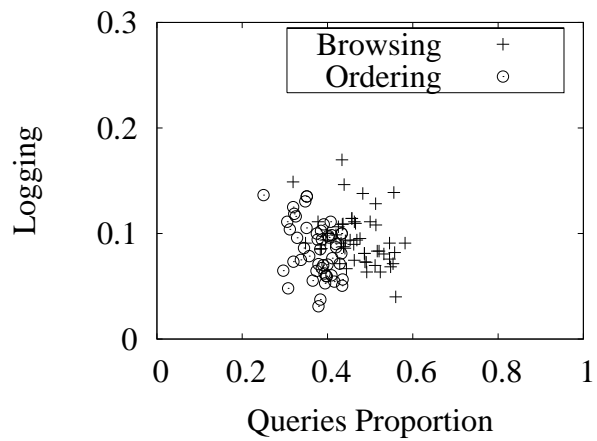 0.3
Browsing
Ordering
0.2
Logging
0.1
0
0 0.2 0.4 0.6 0.8 1
Queries Proportion